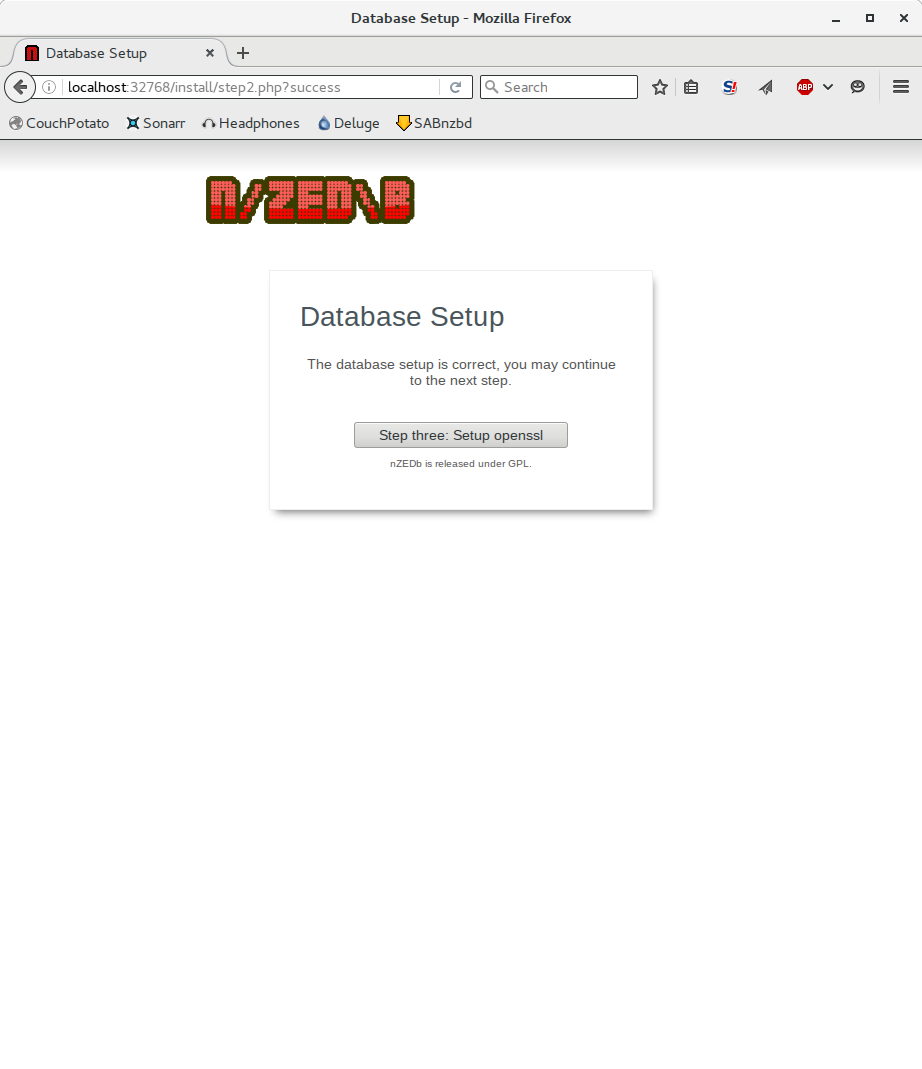 Database Setup - Mozilla Firefox
Database Setup
localhost:32768/install/step2.php?success
Search
ABP
CouchPotato
Sonarr
Headphones
Deluge
SABnzbd
n/ZED\B
Database Setup
The database setup is correct, you may continue
to the next step.
Step three: Setup openssl
nZEDb is released under GPL.